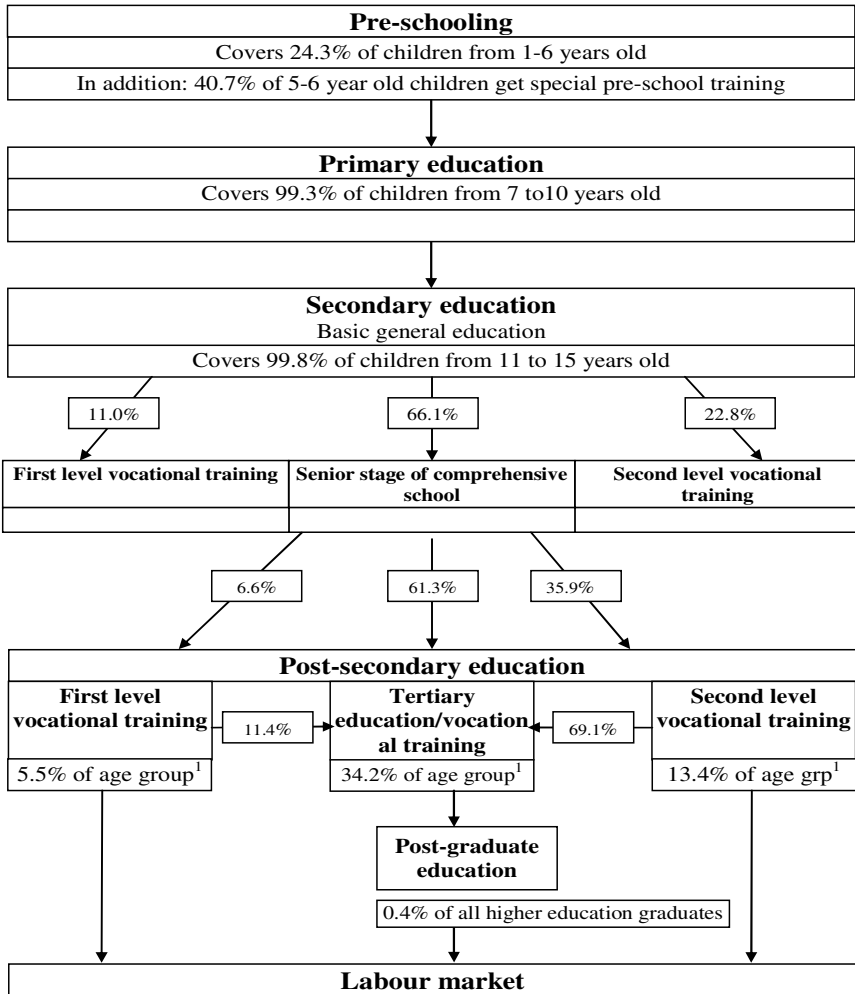 Pre-schooling
Covers 24.3% of children from 1-6 years old
In addition: 40.7% of 5-6 year old children get special pre-school training
Primary education
Covers 99.3% of children from 7 to10 years old
Secondary education
Basic general education
Covers 99.8% of children from 11 to 15 years old
11.0%
66.1%
22.8%
First level vocational training
Senior stage of comprehensive
school
Second level vocational
training
6.6%
61.3%
35.9%
Post-secondary education
First level
vocational training
11.4%
Tertiary
education/vocation
al training
69.1%
Second level
vocational training
5.5% of age group¹
34.2% of age group¹
13.4% of age grp¹
Post-graduate
education
0.4% of all higher education graduates
Labour market